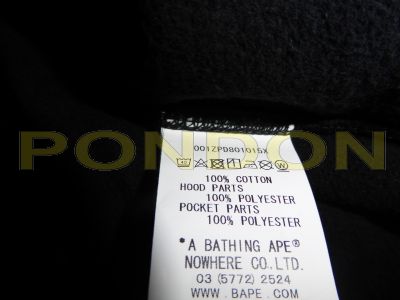 001ZPD801015X
100% COTTON
HOOD PARTS
100% POLYESTER
POCKET PARTS
100% POLYESTER
*A BATHING APE®
NOWHERE CO.,LTD.
03 (5772) 2524
WWW.BAPE.COM
PONDON